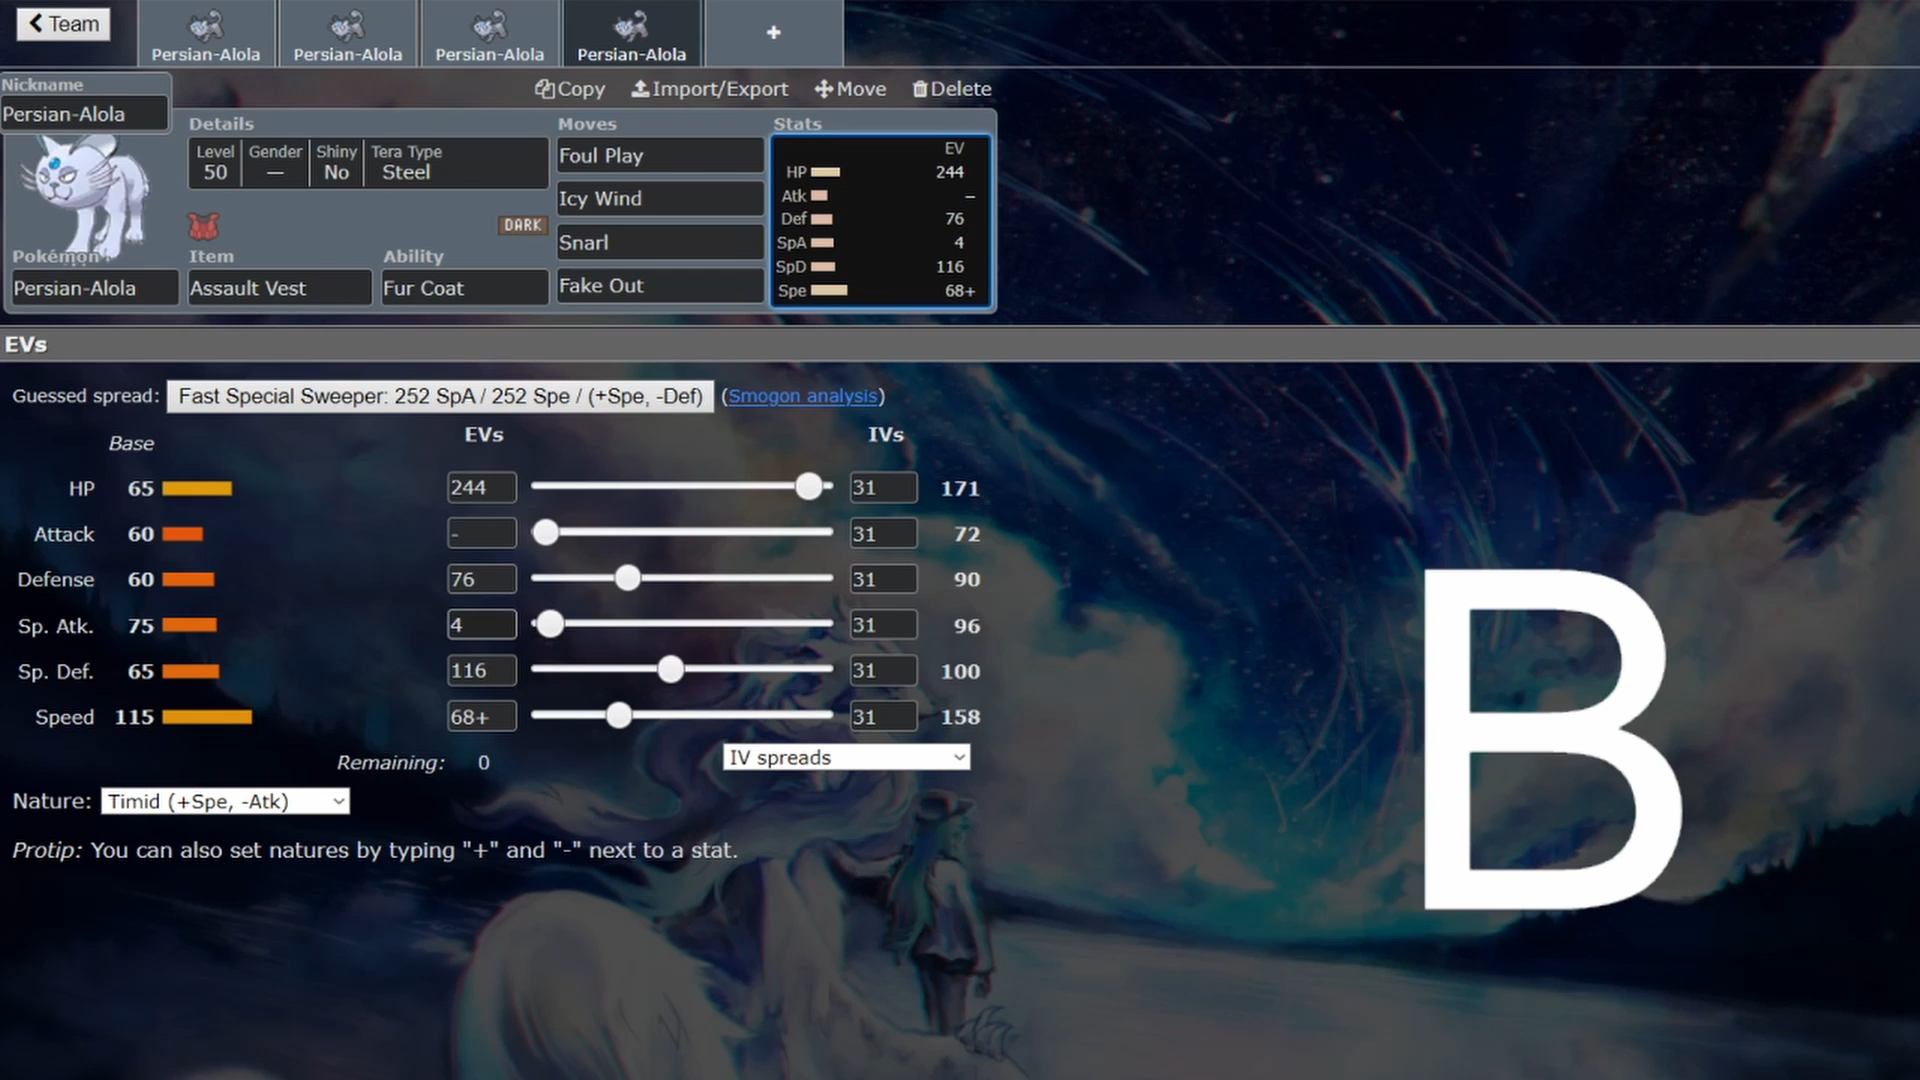 Team
Persian-Alola
Persian-Alola
Persian-Alola
Persian-Alola
+
Nickname
Persian-Alola
Copy
Import/Export
Move
Delete
Details
Level
50
Gender
—
Shiny
No
Tera Type
Steel
DARK
Pokémon
Persian-Alola
Item
Assault Vest
Ability
Fur Coat
Moves
Foul Play
Icy Wind
Snarl
Fake Out
Stats
EV
HP 244
Atk –
Def 76
SpA 4
SpD 116
Spe 68+
EVs
Guessed spread: Fast Special Sweeper: 252 SpA / 252 Spe / (+Spe, -Def) (Smogon analysis)
Base EVs IVs
HP 65 244 31 171
Attack 60 - 31 72
Defense 60 76 31 90
Sp. Atk. 75 4 31 96
Sp. Def. 65 116 31 100
Speed 115 68+ 31 158
Remaining: 0
IV spreads
Nature: Timid (+Spe, -Atk)
Protip: You can also set natures by typing "+" and "-" next to a stat.
B